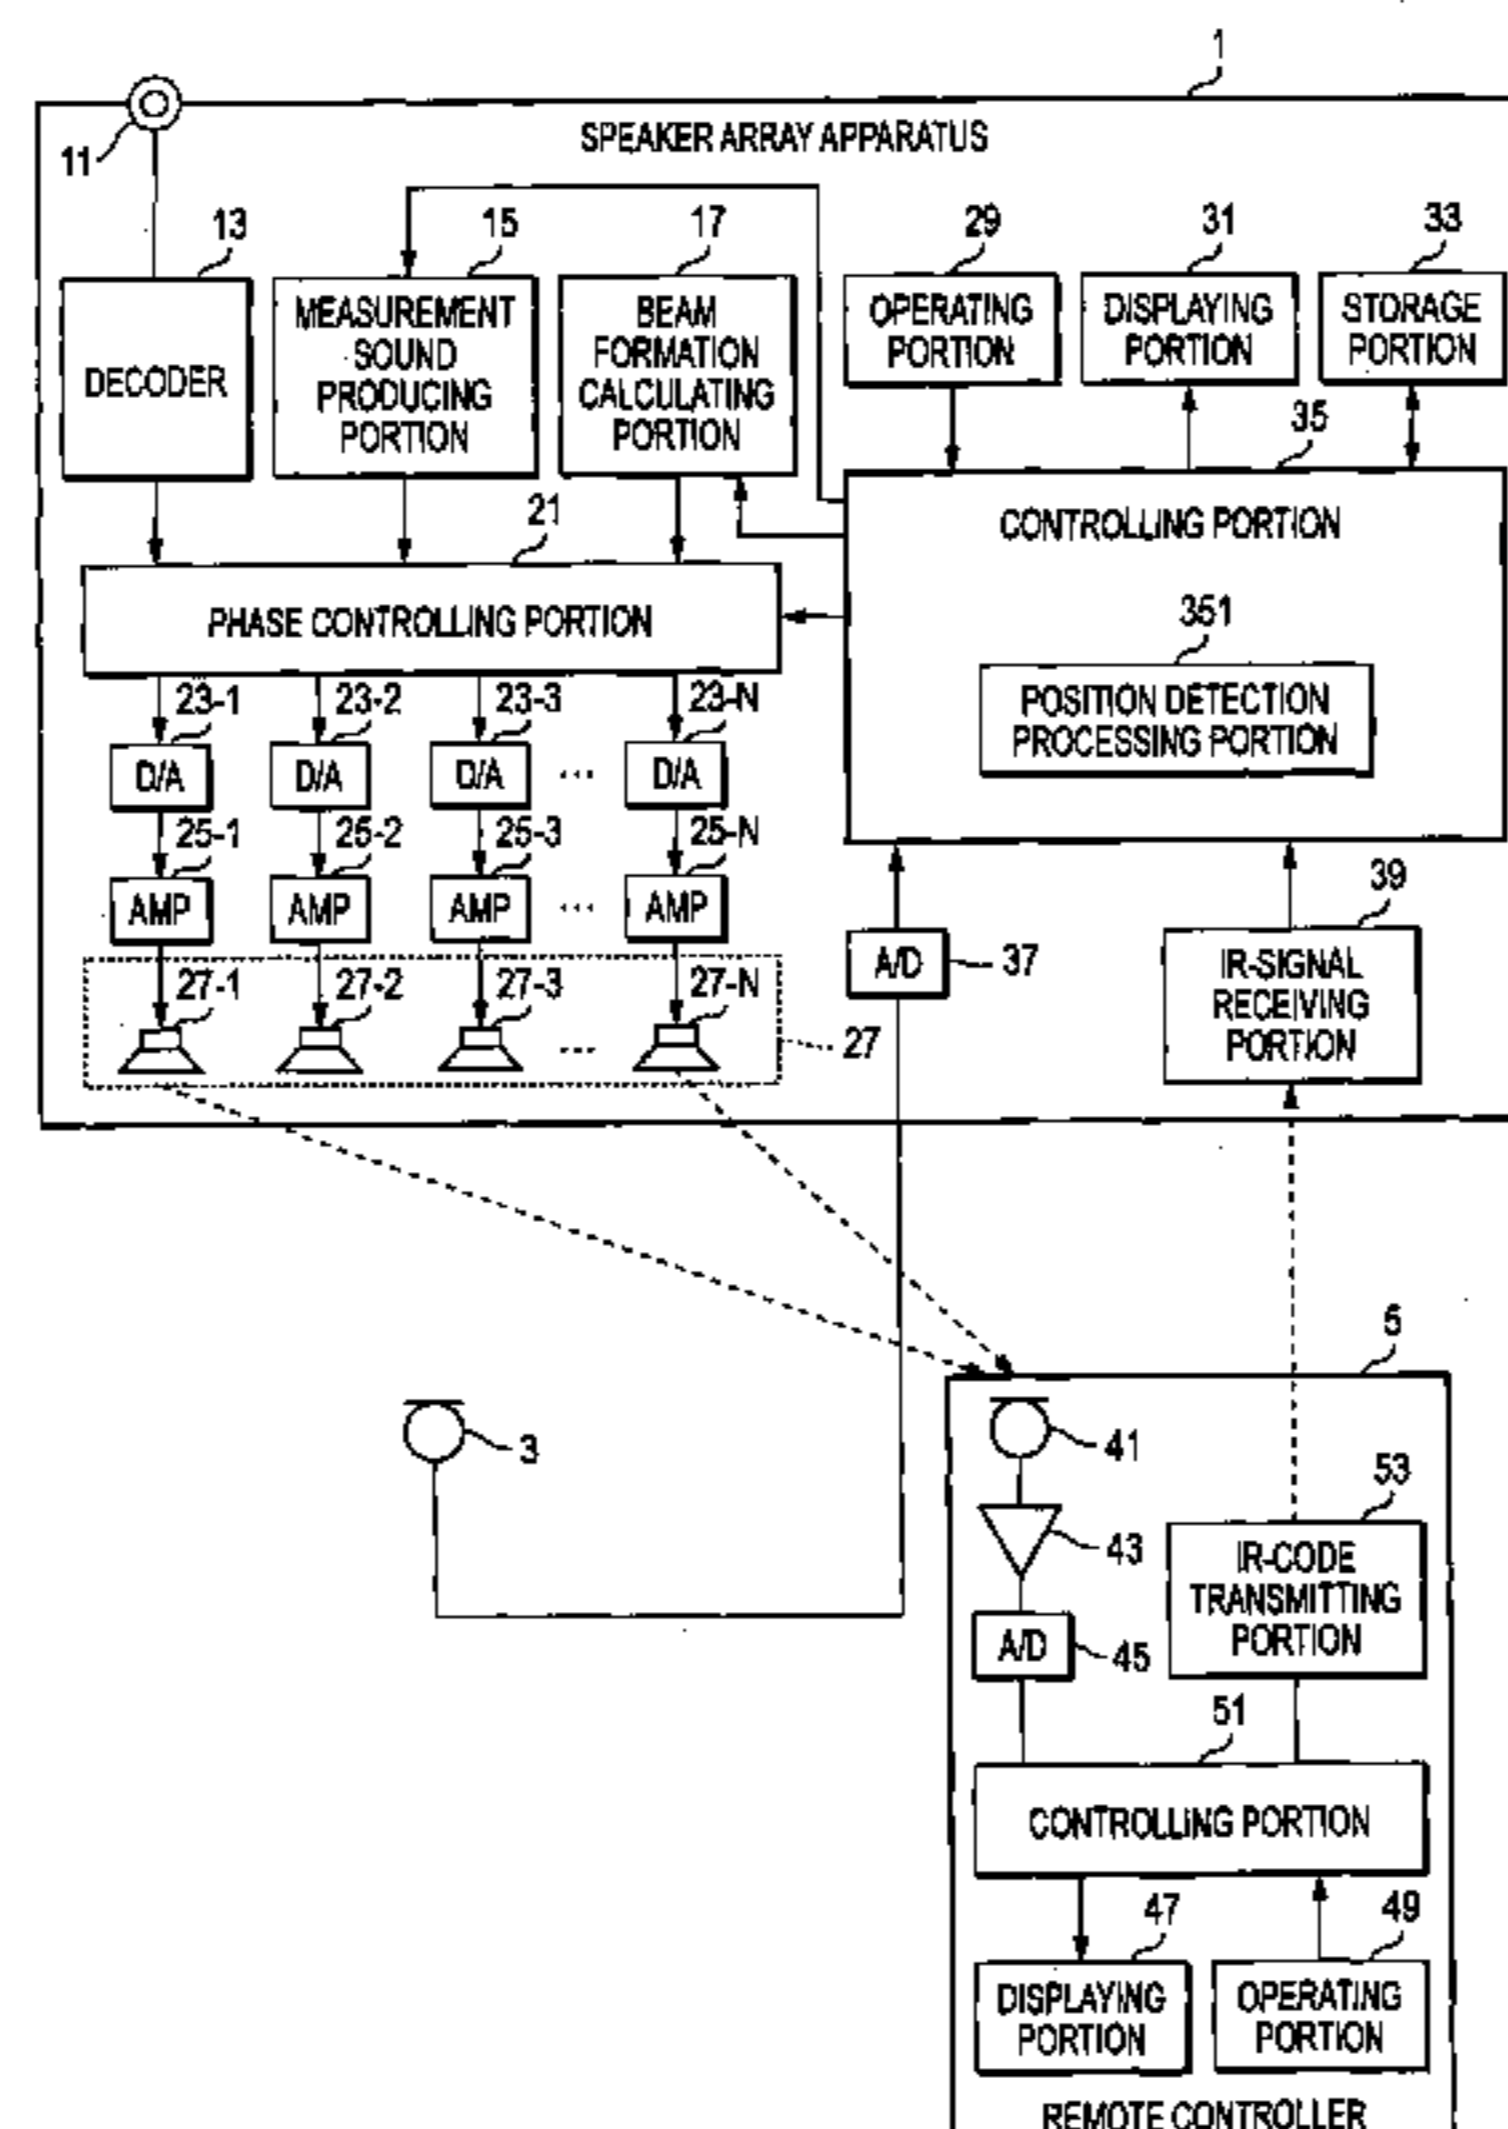 1
SPEAKER ARRAY APPARATUS
11
13
15
17
29
31
33
DECODER
MEASUREMENT
SOUND
PRODUCING
PORTION
BEAM
FORMATION
CALCULATING
PORTION
OPERATING
PORTION
DISPLAYING
PORTION
STORAGE
PORTION
35
CONTROLLING PORTION
21
PHASE CONTROLLING PORTION
351
POSITION DETECTION
PROCESSING PORTION
23-1
23-2
23-3
23-N
D/A
D/A
D/A
...
D/A
25-1
25-2
25-3
25-N
AMP
AMP
AMP
...
AMP
39
A/D
37
IR-SIGNAL
RECEIVING
PORTION
27-1
27-2
27-3
27-N
...
27
5
3
41
43
53
IR-CODE
TRANSMITTING
PORTION
A/D
45
51
CONTROLLING PORTION
47
49
DISPLAYING
PORTION
OPERATING
PORTION
REMOTE CONTROLLER